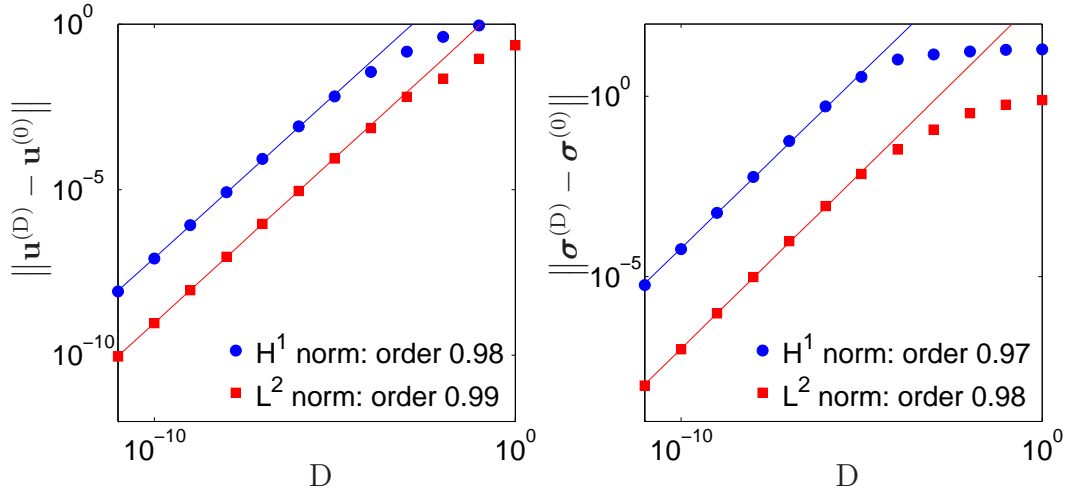 10^0
10^−5
10^−10
‖u^(D) − u^(0)‖
H^1 norm: order 0.98
L^2 norm: order 0.99
10^−10
10^0
D
10^0
10^−5
‖σ^(D) − σ^(0)‖
H^1 norm: order 0.97
L^2 norm: order 0.98
10^−10
10^0
D